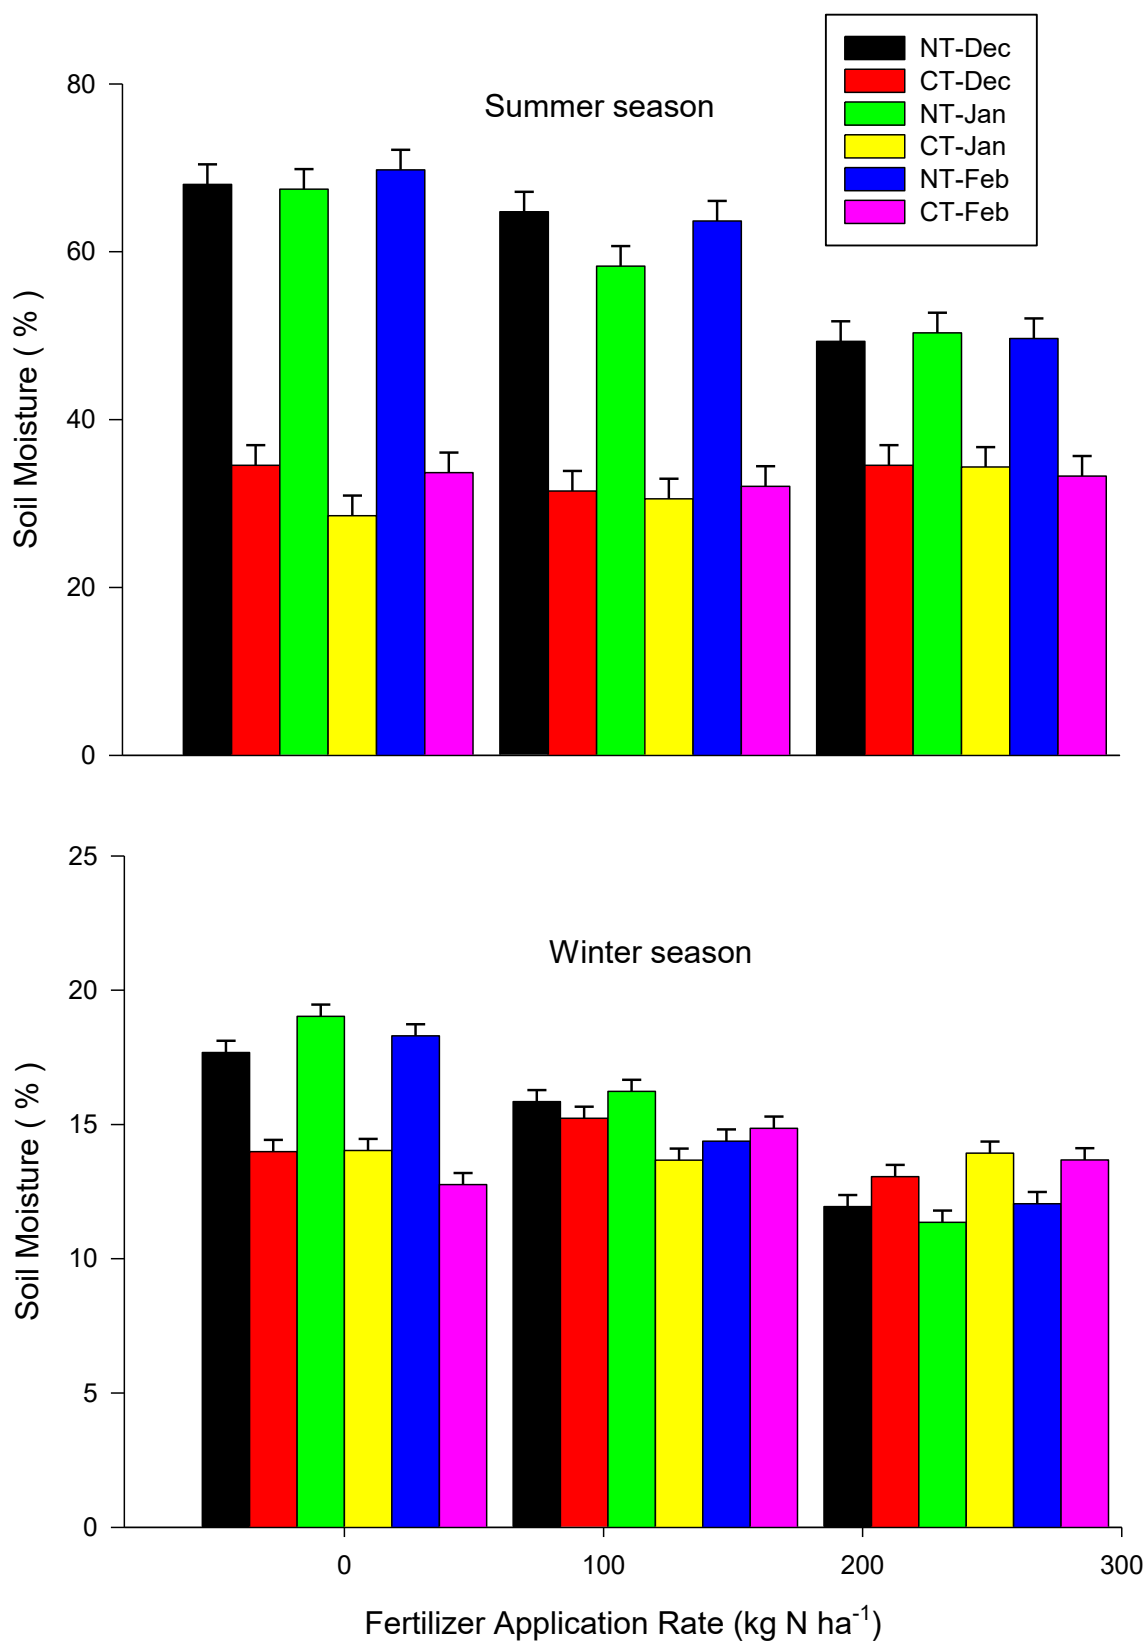 NT-Dec
CT-Dec
NT-Jan
CT-Jan
NT-Feb
CT-Feb
Summer season
80
60
40
20
0
Soil Moisture ( % )
Winter season
25
20
15
10
5
0
Soil Moisture ( % )
0 100 200 300
Fertilizer Application Rate (kg N ha⁻¹)